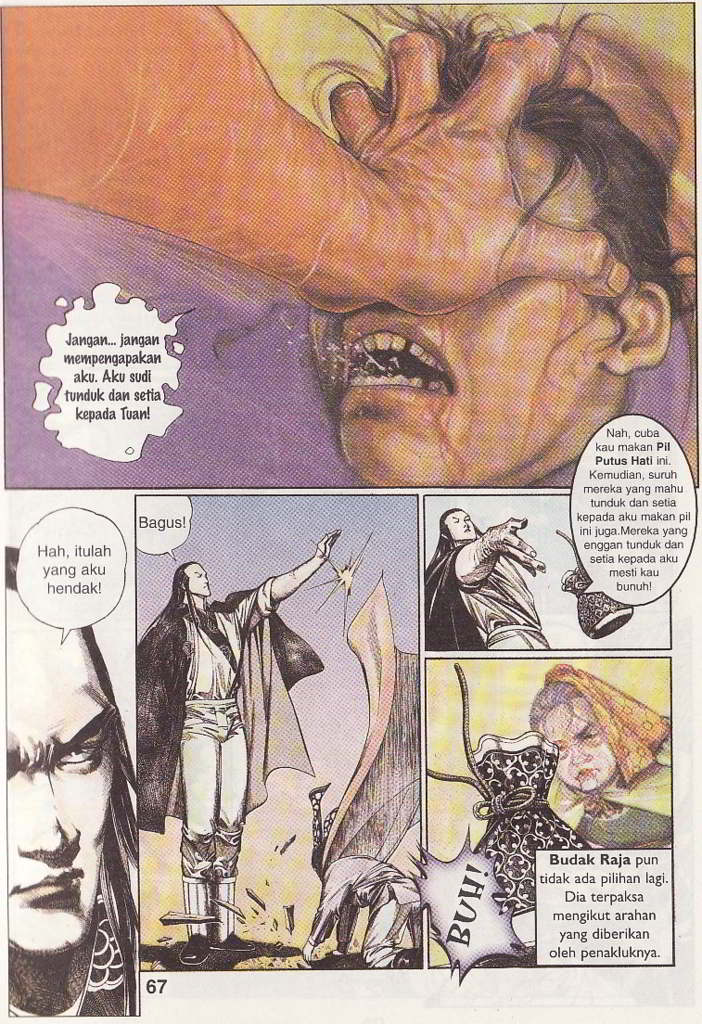 Jangan... jangan
mempengapakan
aku. Aku sudi
tunduk dan setia
kepada Tuan!
Hah, itulah
yang aku
hendak!
Bagus!
Nah, cuba
kau makan Pil
Putus Hati ini.
Kemudian, suruh
mereka yang mahu
tunduk dan setia
kepada aku makan pil
ini juga.Mereka yang
enggan tunduk dan
setia kepada aku
mesti kau
bunuh!
BUH!
Budak Raja pun
tidak ada pilihan lagi.
Dia terpaksa
mengikut arahan
yang diberikan
oleh penakluknya.
67